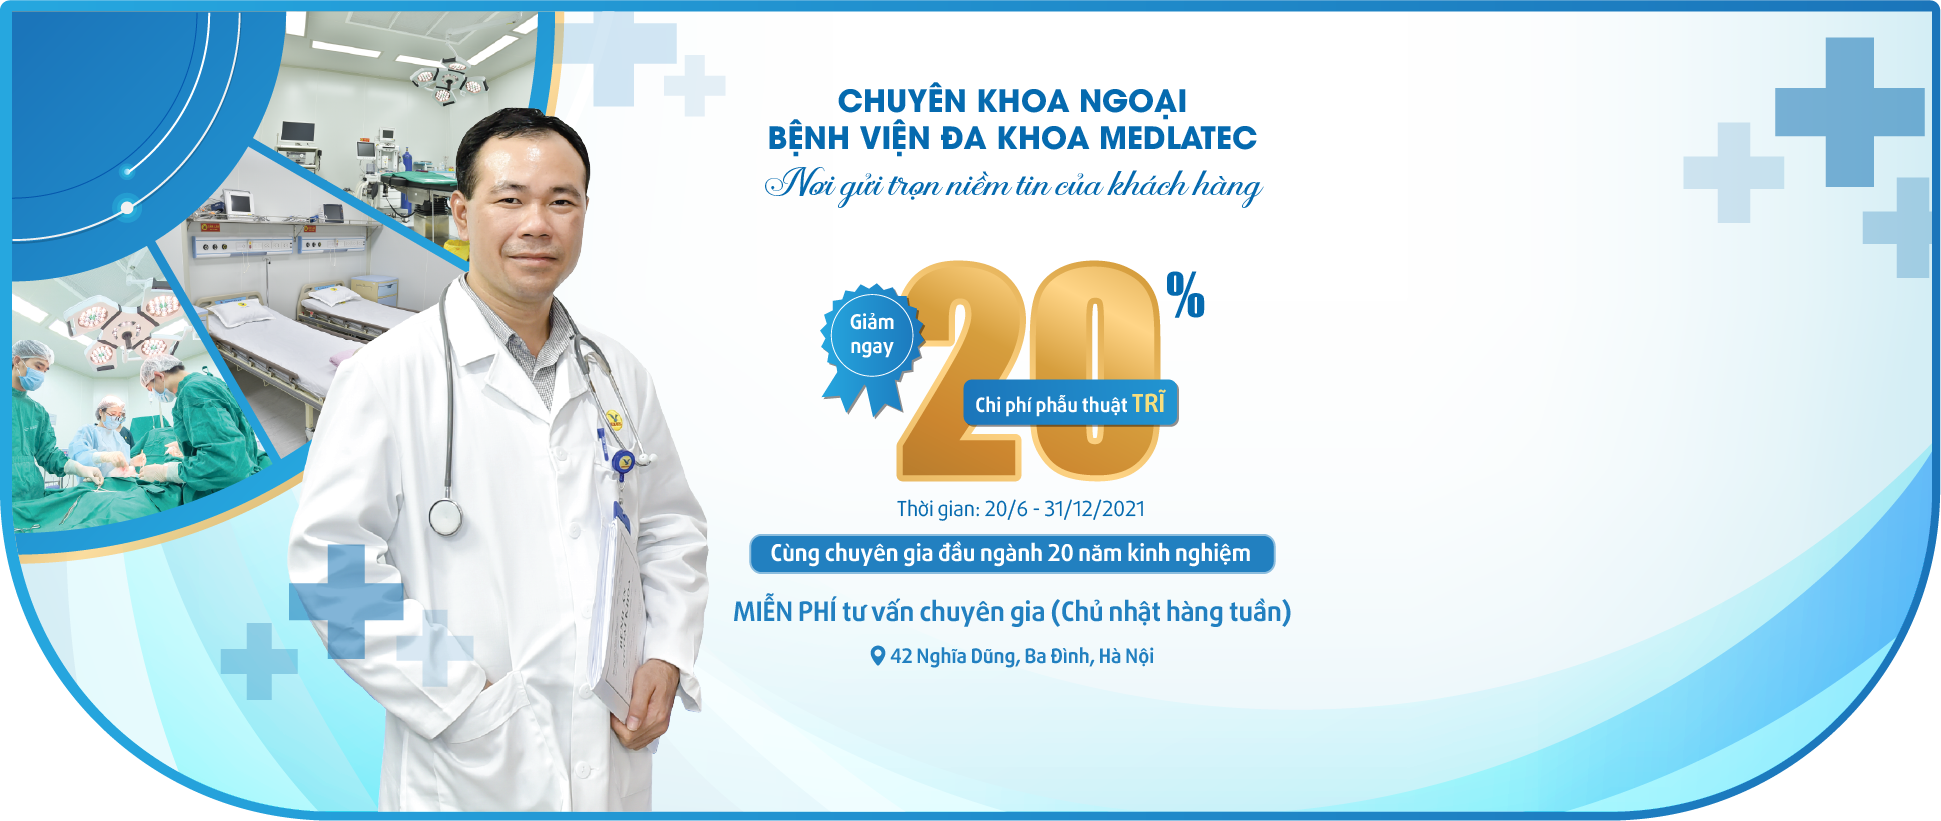 CHUYÊN KHOA NGOẠI
BỆNH VIỆN ĐA KHOA MEDLATEC
Nơi gửi trọn niềm tin của khách hàng
Giảm
ngay
20%
Chi phí phẫu thuật TRĨ
Thời gian: 20/6 - 31/12/2021
Cùng chuyên gia đầu ngành 20 năm kinh nghiệm
MIỄN PHÍ tư vấn chuyên gia (Chủ nhật hàng tuần)
42 Nghĩa Dũng, Ba Đình, Hà Nội